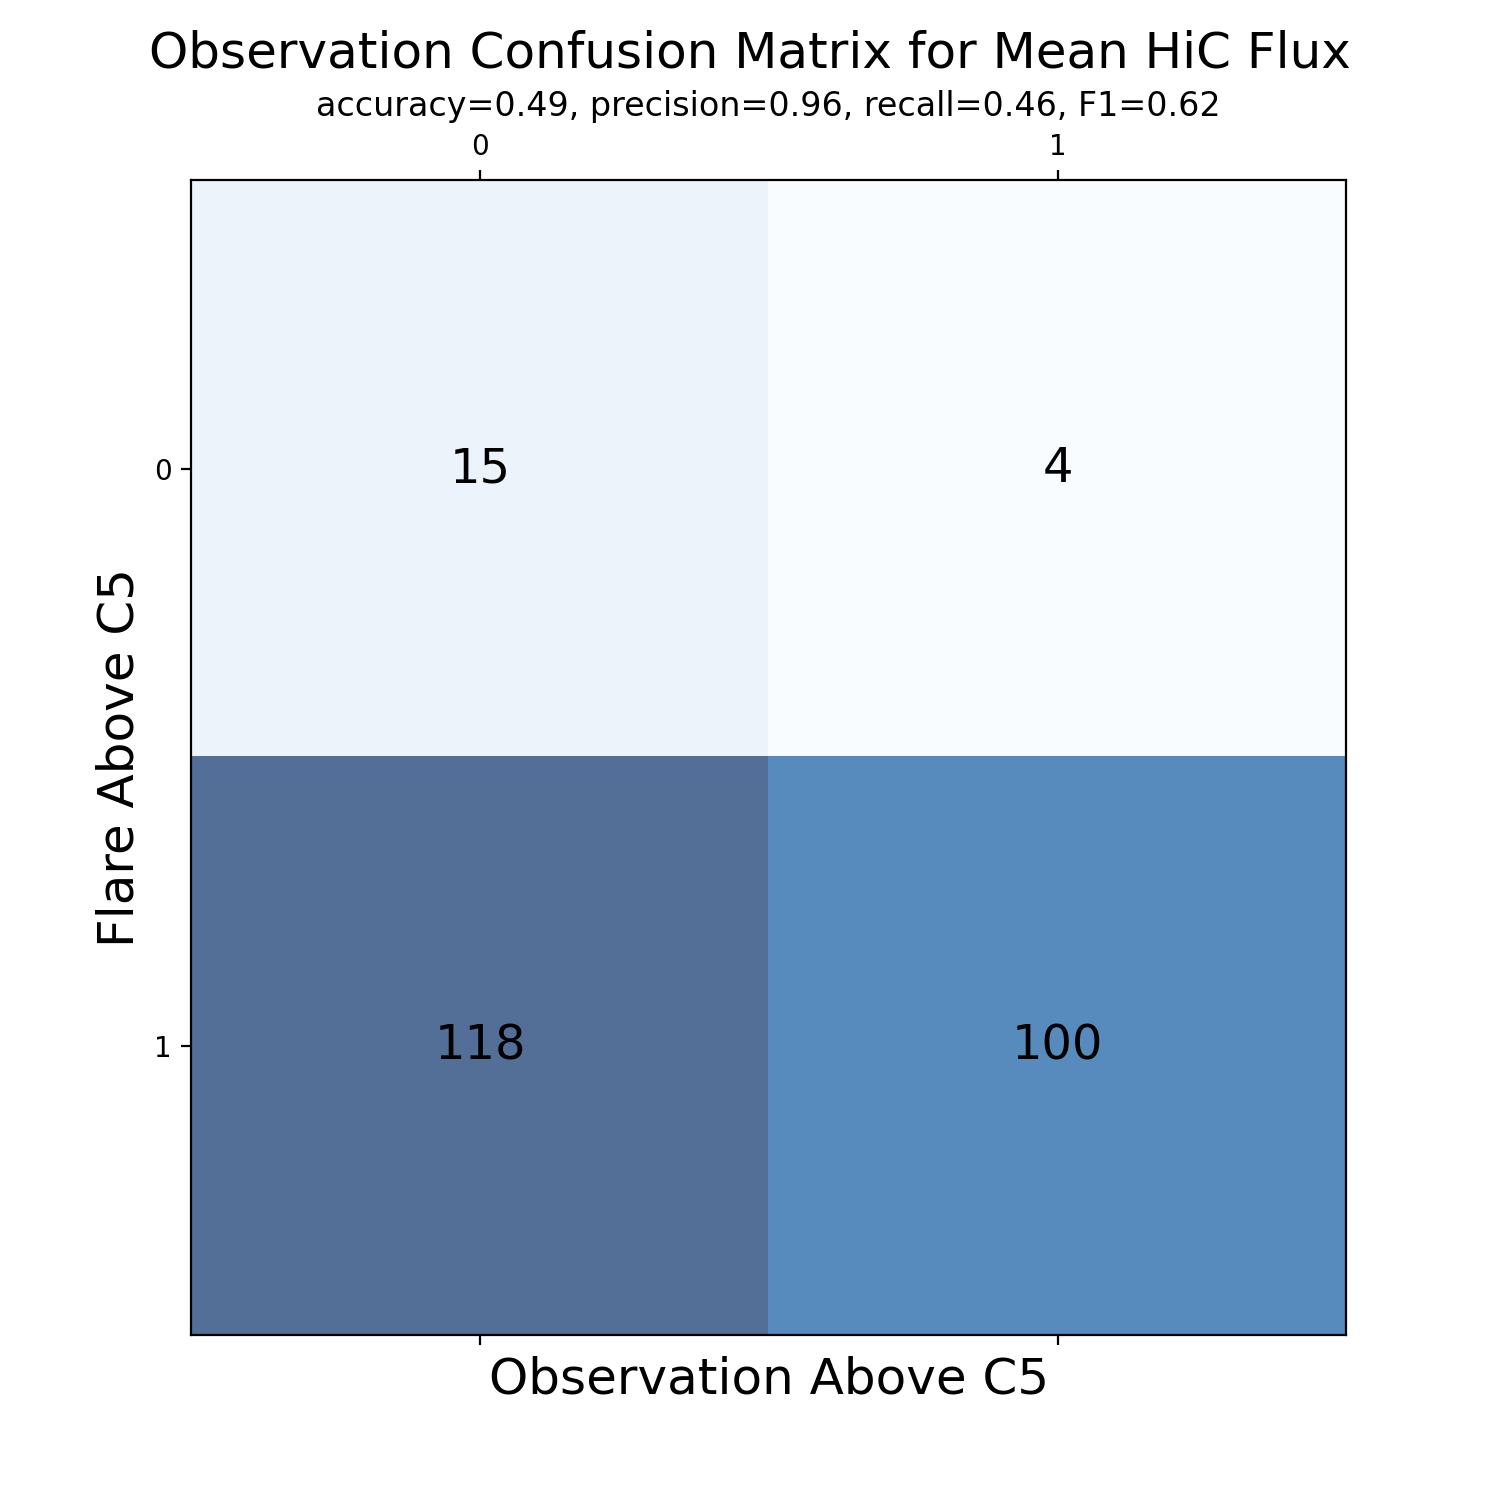 Observation Confusion Matrix for Mean HiC Flux
accuracy=0.49, precision=0.96, recall=0.46, F1=0.62
0 1
0 15 4
Flare Above C5
1 118 100
Observation Above C5